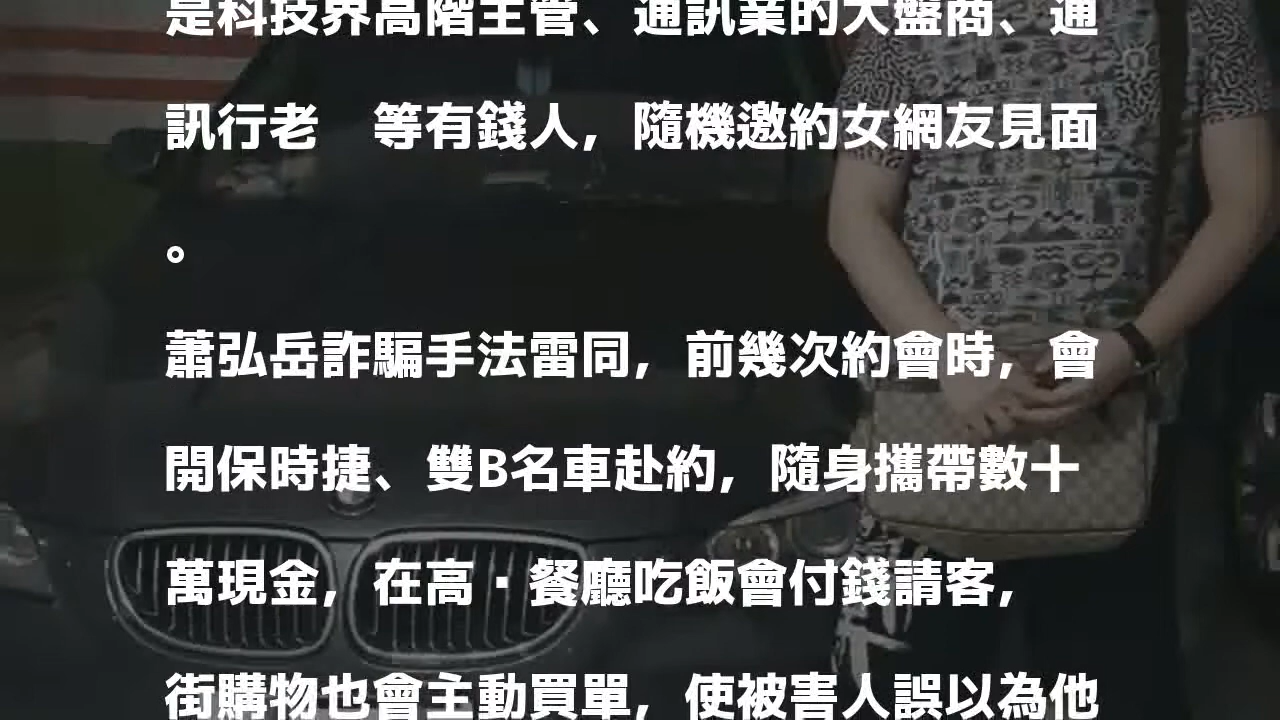 是科技界高階主管、通訊業的大盤商、通
訊行老　等有錢人，隨機邀約女網友見面
。
蕭弘岳詐騙手法雷同，前幾次約會時，會
開保時捷、雙B名車赴約，隨身攜帶數十
萬現金，在高·餐廳吃飯會付錢請客，
街購物也會主動買單，使被害人誤以為他